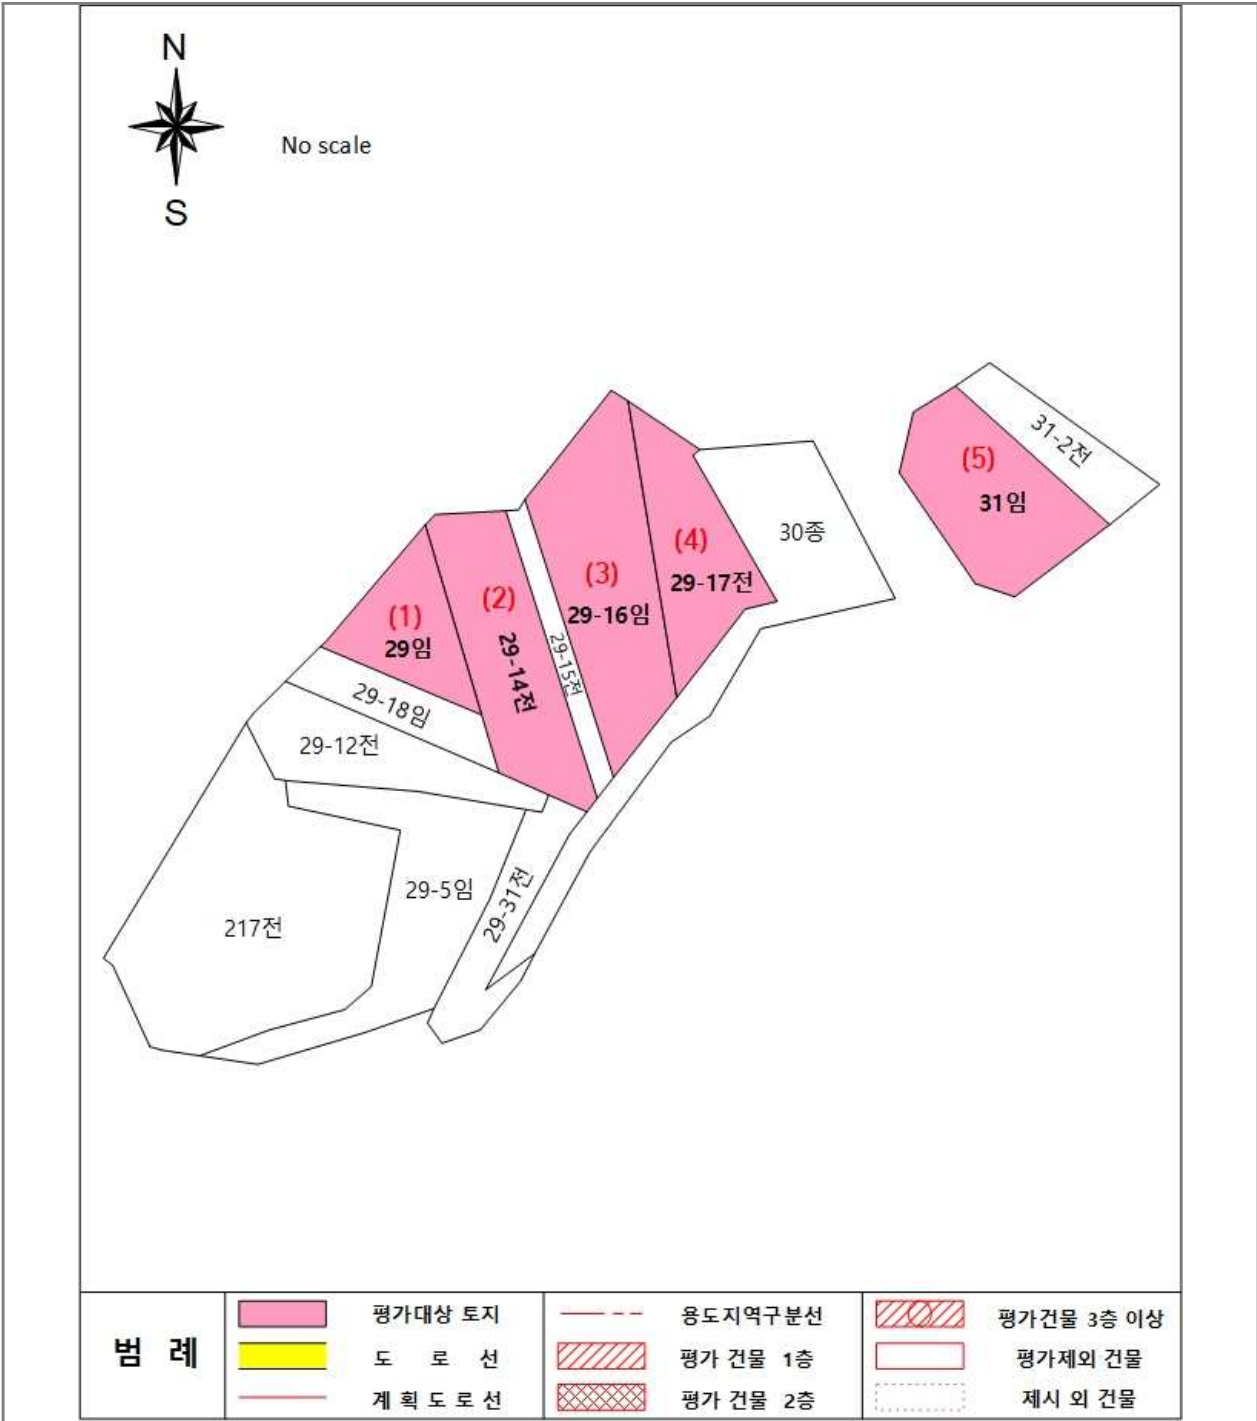 N
No scale
S
31-2전
(5)
31임
30종
(4)
29-17전
(3)
29-16임
(2)
29-14전
29-15전
(1)
29임
29-18임
29-12전
29-5임
29-31전
217전
범 례
평가대상 토지
도 로 선
계 획 도 로 선
용도지역구분선
평가 건물 1층
평가 건물 2층
평가건물 3층 이상
평가제외 건물
제시 외 건물